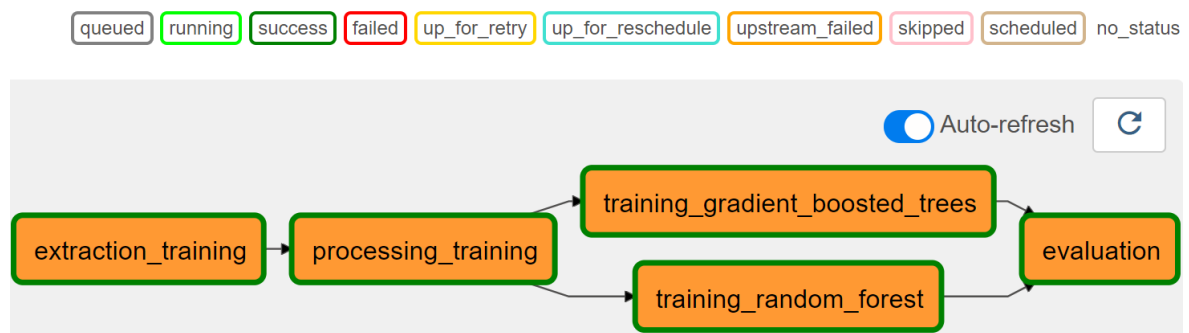 queued running success failed up_for_retry up_for_reschedule upstream_failed skipped scheduled no_status
Auto-refresh
training_gradient_boosted_trees
extraction_training processing_training evaluation
training_random_forest